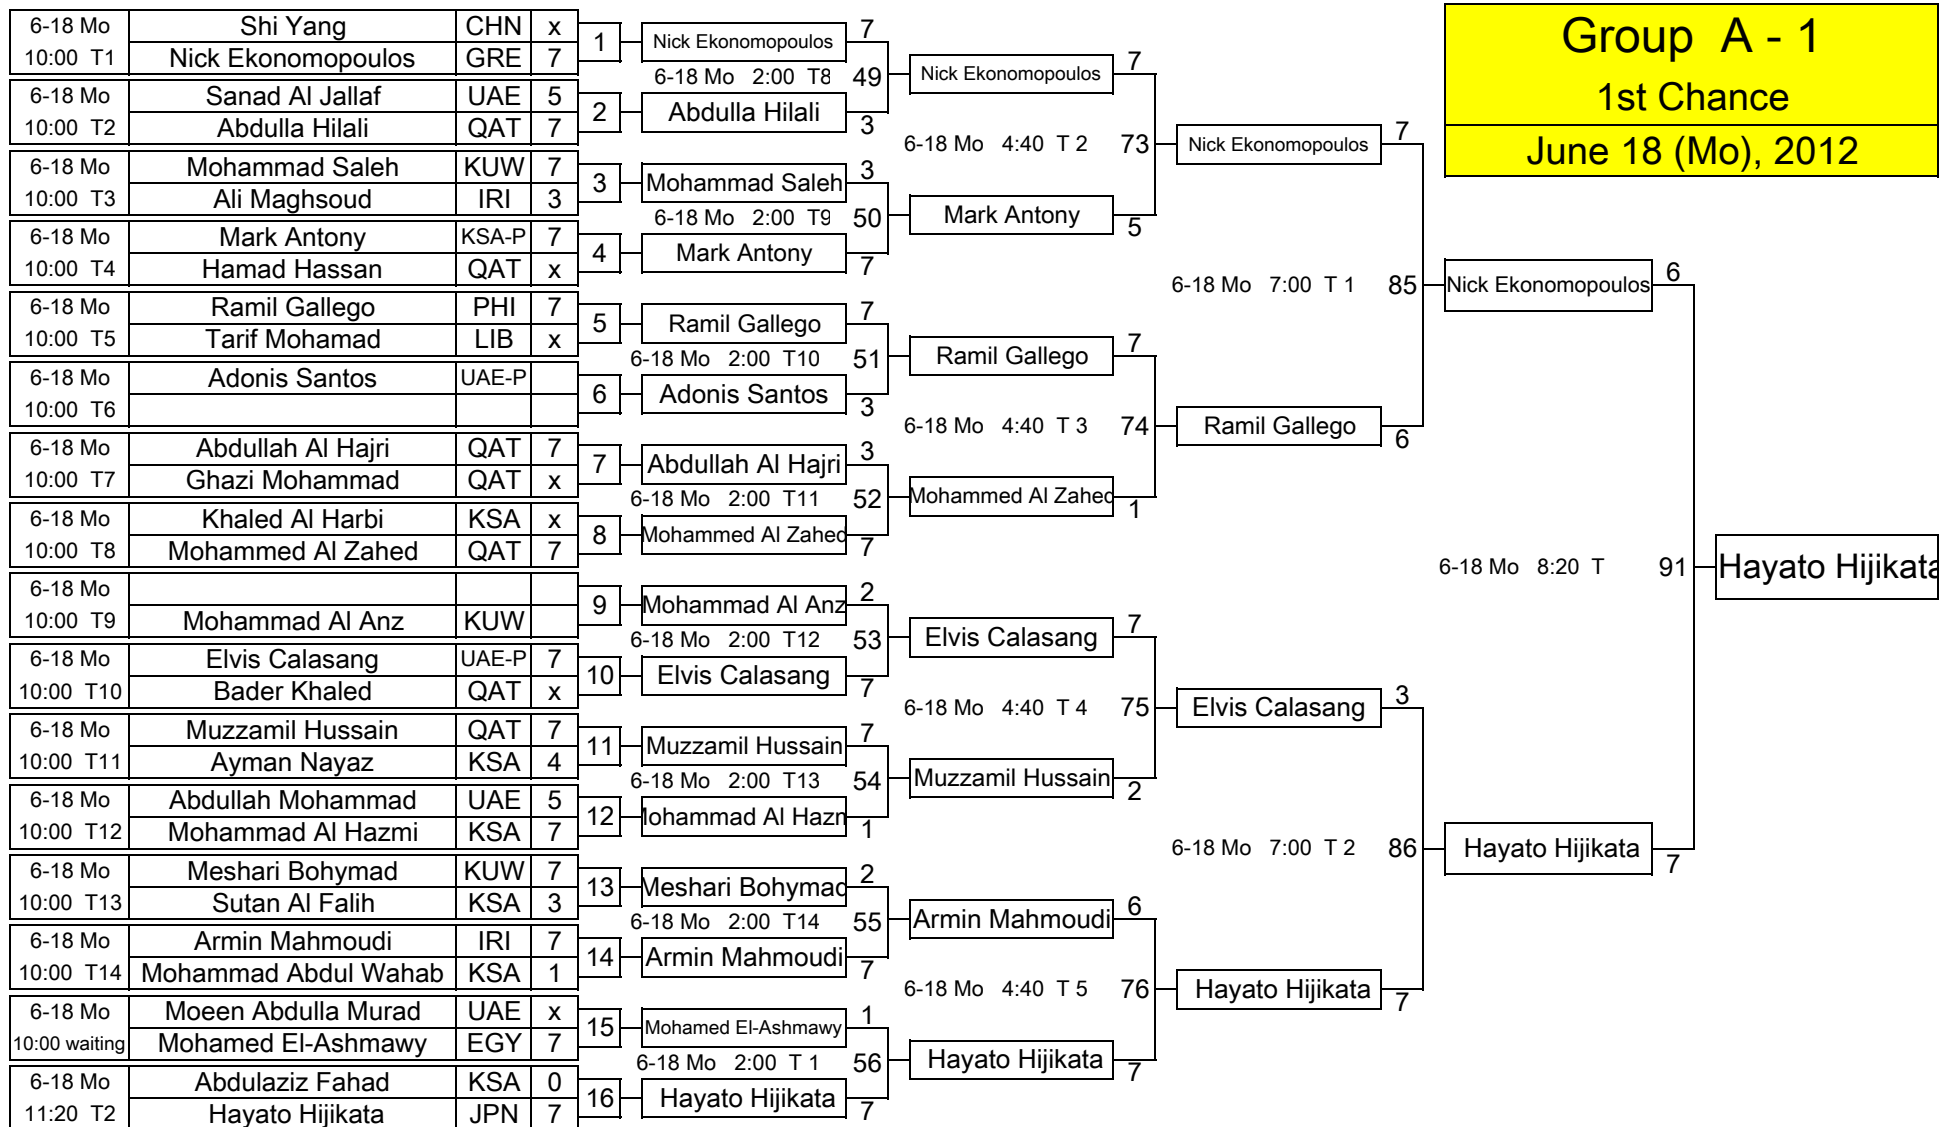 Group A - 1
1st Chance
June 18 (Mo), 2012
6-18 Mo Shi Yang CHN x
10:00 T1 Nick Ekonomopoulos GRE 7
1
6-18 Mo Sanad Al Jallaf UAE 5
10:00 T2 Abdulla Hilali QAT 7
2
6-18 Mo Mohammad Saleh KUW 7
10:00 T3 Ali Maghsoud IRI 3
3
6-18 Mo Mark Antony KSA-P 7
10:00 T4 Hamad Hassan QAT x
4
6-18 Mo Ramil Gallego PHI 7
10:00 T5 Tarif Mohamad LIB x
5
6-18 Mo Adonis Santos UAE-P
10:00 T6
6
6-18 Mo Abdullah Al Hajri QAT 7
10:00 T7 Ghazi Mohammad QAT x
7
6-18 Mo Khaled Al Harbi KSA x
10:00 T8 Mohammed Al Zahed QAT 7
8
6-18 Mo
10:00 T9 Mohammad Al Anz KUW
9
6-18 Mo Elvis Calasang UAE-P 7
10:00 T10 Bader Khaled QAT x
10
6-18 Mo Muzzamil Hussain QAT 7
10:00 T11 Ayman Nayaz KSA 4
11
6-18 Mo Abdullah Mohammad UAE 5
10:00 T12 Mohammad Al Hazmi KSA 7
12
6-18 Mo Meshari Bohymad KUW 7
10:00 T13 Sutan Al Falih KSA 3
13
6-18 Mo Armin Mahmoudi IRI 7
10:00 T14 Mohammad Abdul Wahab KSA 1
14
6-18 Mo Moeen Abdulla Murad UAE x
10:00 waiting Mohamed El-Ashmawy EGY 7
15
6-18 Mo Abdulaziz Fahad KSA 0
11:20 T2 Hayato Hijikata JPN 7
16
Nick Ekonomopoulos 7
6-18 Mo 2:00 T8 49
Abdulla Hilali 3
Mohammad Saleh 3
6-18 Mo 2:00 T9 50
Mark Antony 7
Ramil Gallego 7
6-18 Mo 2:00 T10 51
Adonis Santos 3
Abdullah Al Hajri 3
6-18 Mo 2:00 T11 52
Mohammed Al Zahed 7
Mohammad Al Anz 2
6-18 Mo 2:00 T12 53
Elvis Calasang 7
Muzzamil Hussain 7
6-18 Mo 2:00 T13 54
Al 1
Meshari Bohymad 2
6-18 Mo 2:00 T14 55
Armin Mahmoudi 7
Mohamed El-Ashmawy 1
6-18 Mo 2:00 T 1 56
Hayato Hijikata 7
Nick Ekonomopoulos 7
6-18 Mo 4:40 T 2 73
Mark Antony 5
Ramil Gallego 7
6-18 Mo 4:40 T 3 74
Mohammed Al Zahed 1
Elvis Calasang 7
6-18 Mo 4:40 T 4 75
Muzzamil Hussain 2
Armin Mahmoudi 6
6-18 Mo 4:40 T 5 76
Hayato Hijikata 7
Nick Ekonomopoulos 7
6-18 Mo 7:00 T 1 85
Ramil Gallego 6
Elvis Calasang 3
6-18 Mo 7:00 T 2 86
Hayato Hijikata 7
Nick Ekonomopoulos 6
6-18 Mo 8:20 T 91
Hayato Hijikata 7
Hayato Hijikata